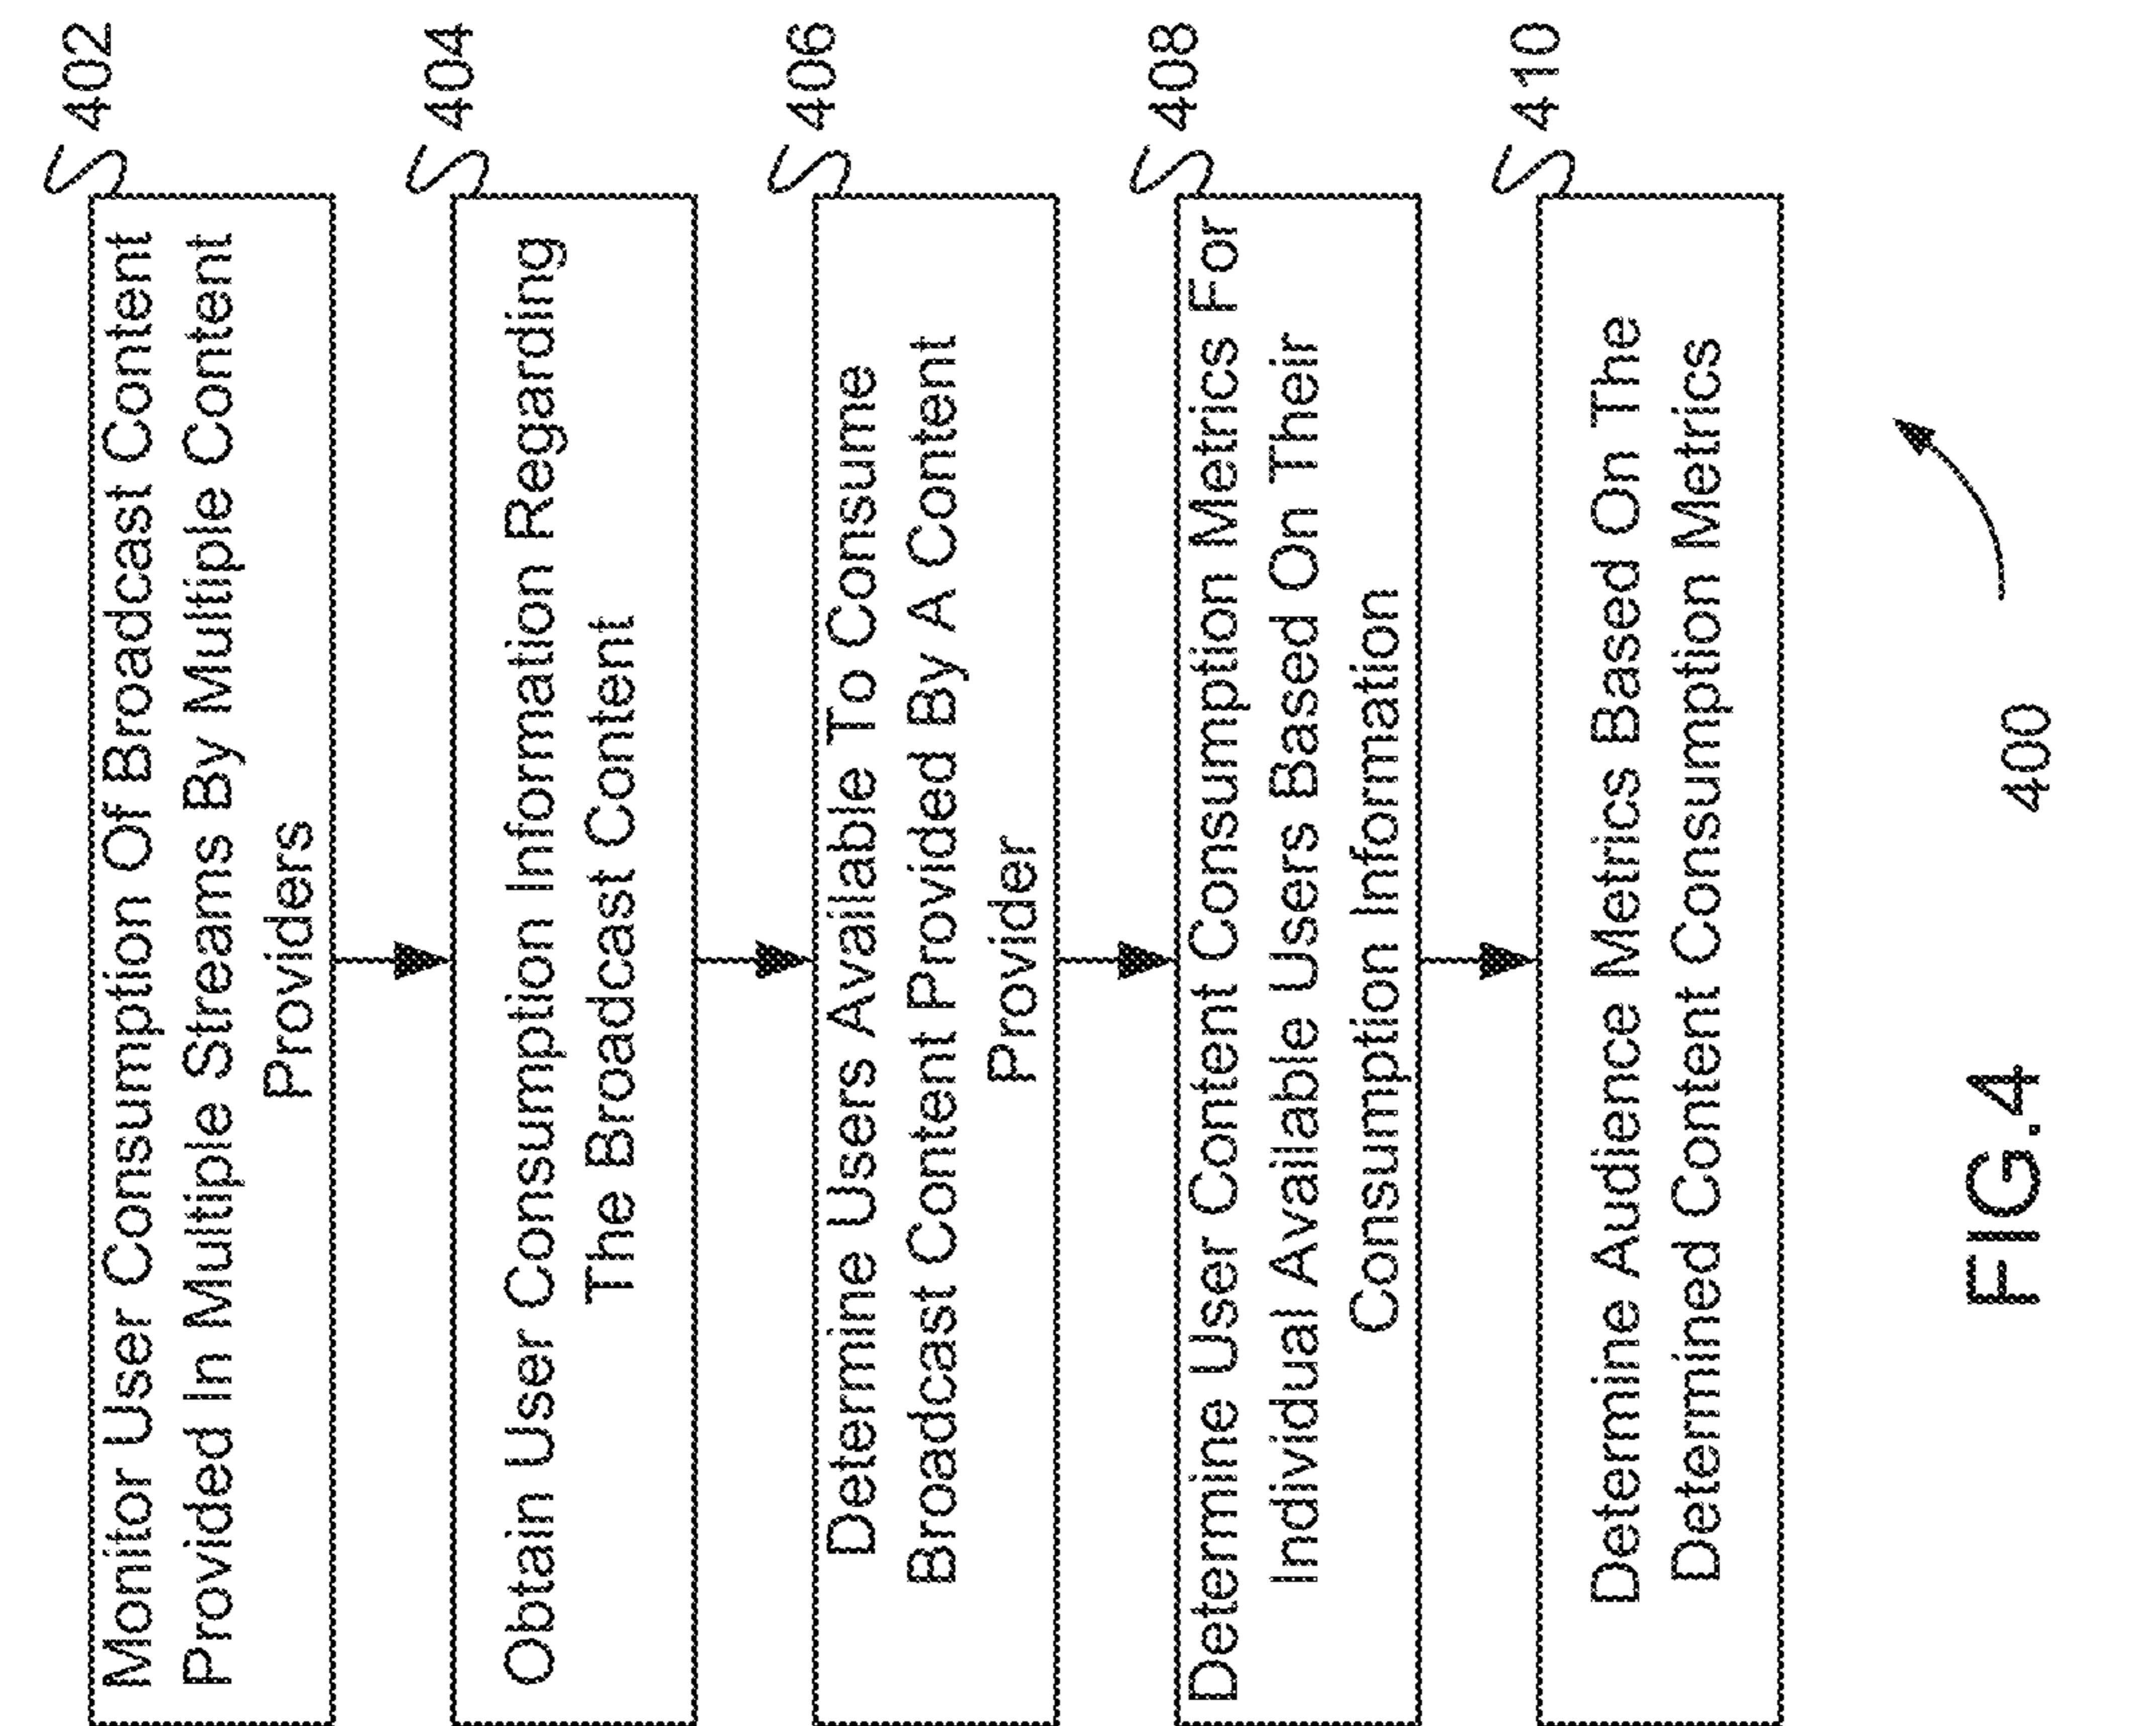 Monitor User Consumption Of Broadcast Content
Provided In Multiple Streams By Multiple Content
Providers
402
Obtain User Consumption Information Regarding
The Broadcast Content
404
Determine Users Available To Consume
Broadcast Content Provided By A Content
Provider
406
Determine User Content Consumption Metrics For
Individual Available Users Based On Their
Consumption Information
408
Determine Audience Metrics Based On The
Determined Content Consumption Metrics
410
400
FIG.4